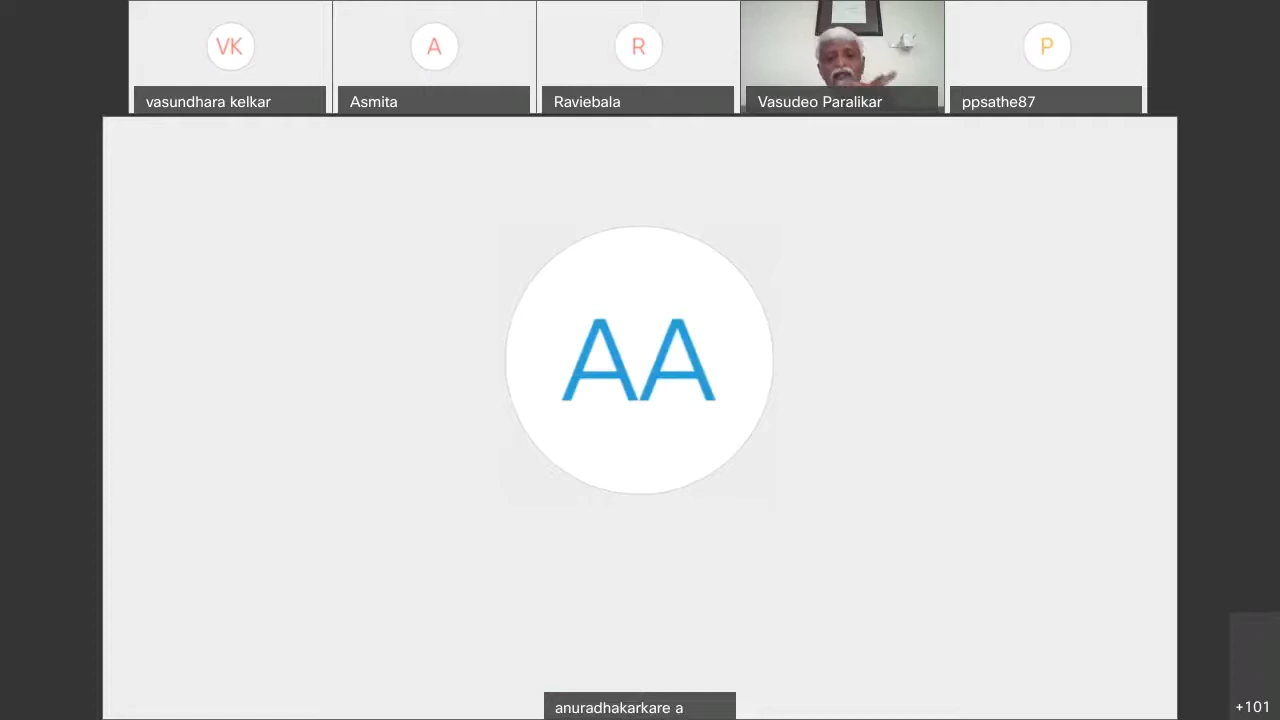 VK
A
R
P
vasundhara kelkar
Asmita
Raviebala
Vasudeo Paralikar
ppsathe87
AA
anuradhakarkare a
+101